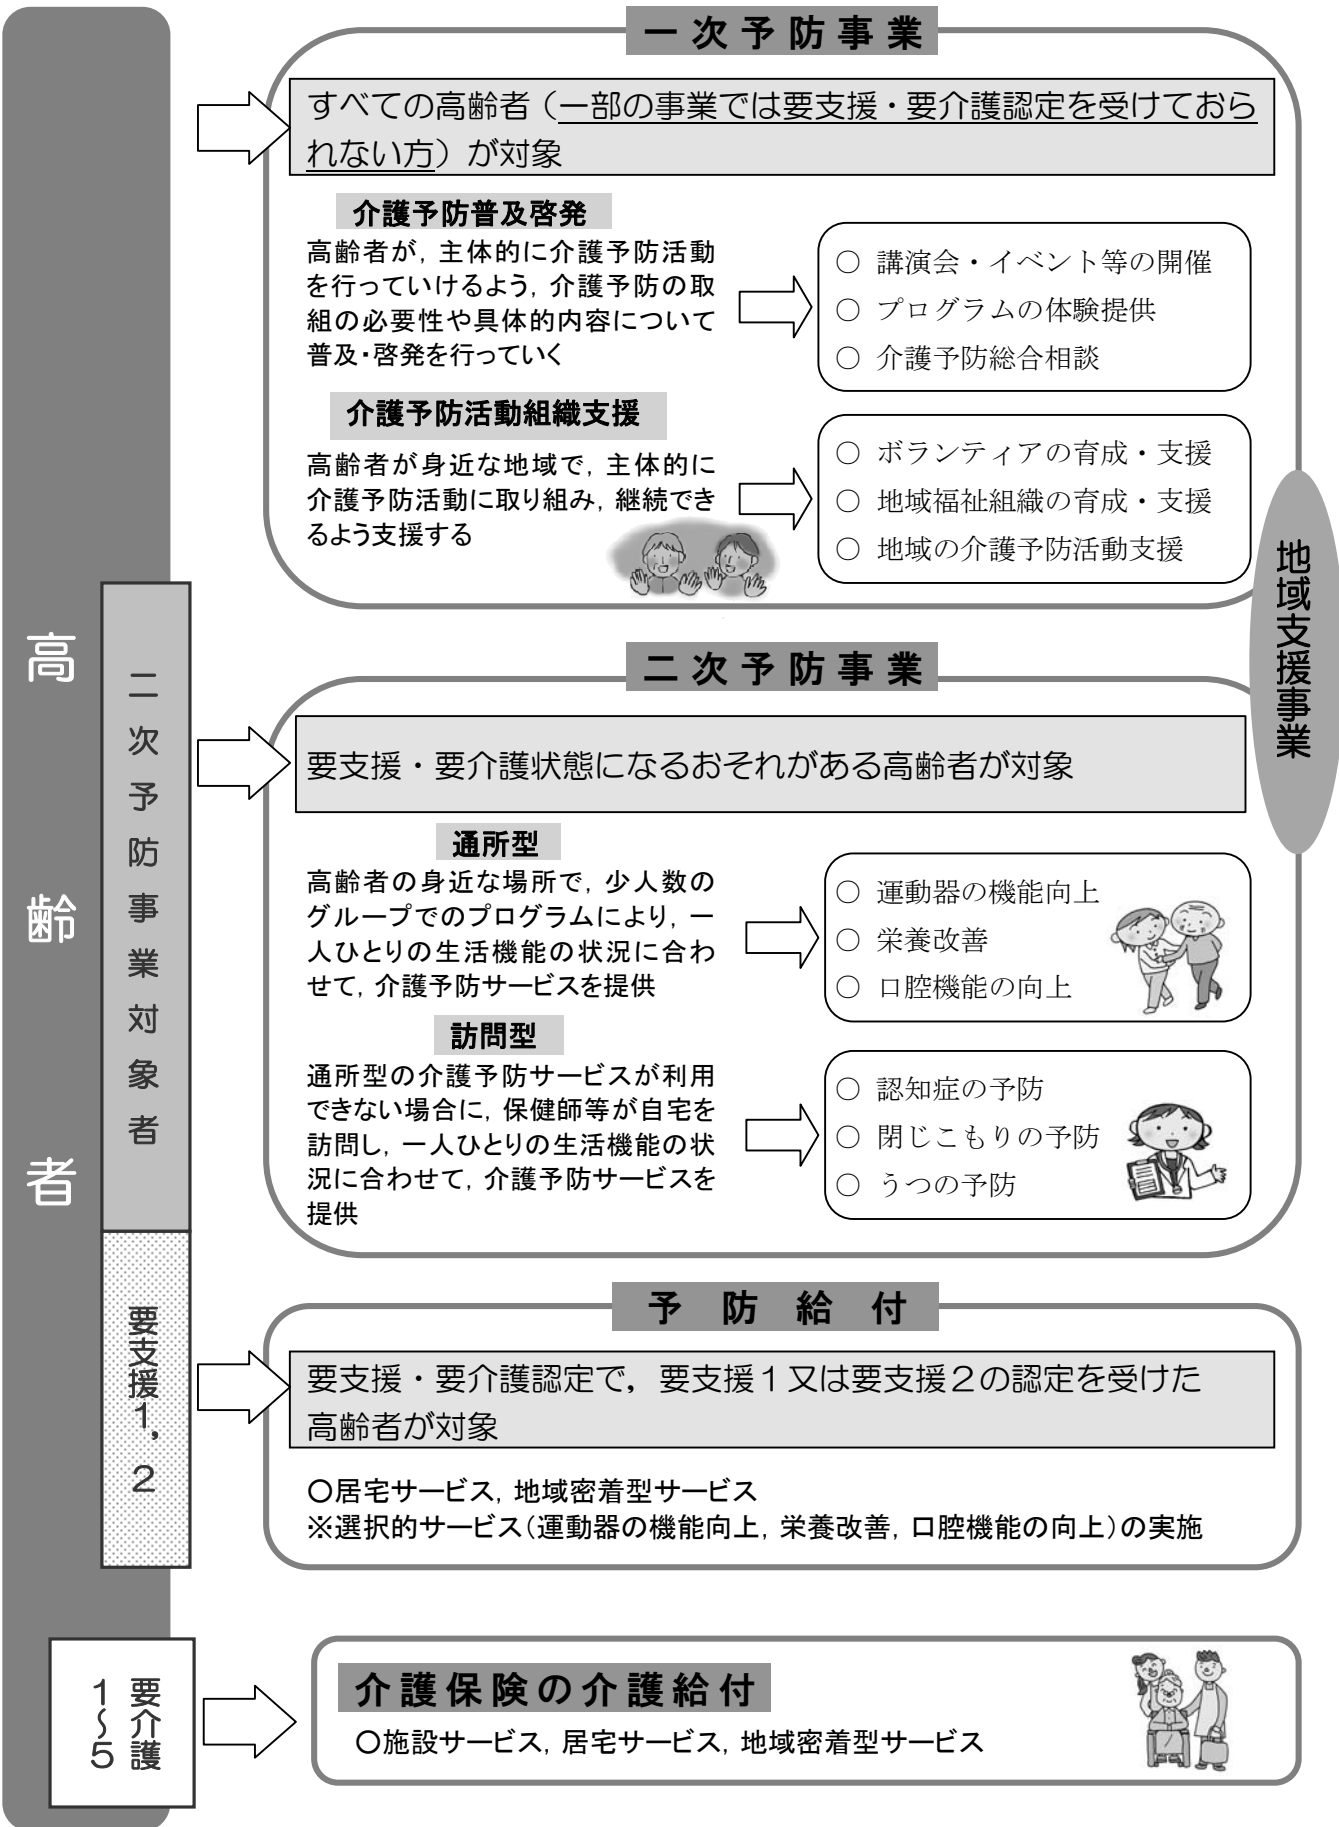 一次予防事業
すべての高齢者（一部の事業では要支援・要介護認定を受けておら
れない方）が対象
介護予防普及啓発
高齢者が，主体的に介護予防活動
を行っていけるよう，介護予防の取
組の必要性や具体的内容について
普及・啓発を行っていく
○ 講演会・イベント等の開催
○ プログラムの体験提供
○ 介護予防総合相談
介護予防活動組織支援
高齢者が身近な地域で，主体的に
介護予防活動に取り組み，継続でき
るよう支援する
○ ボランティアの育成・支援
○ 地域福祉組織の育成・支援
○ 地域の介護予防活動支援
地域支援事業
高齢者
二次予防事業対象者
二次予防事業
要支援・要介護状態になるおそれがある高齢者が対象
通所型
高齢者の身近な場所で，少人数の
グループでのプログラムにより，一
人ひとりの生活機能の状況に合わ
せて，介護予防サービスを提供
○ 運動器の機能向上
○ 栄養改善
○ 口腔機能の向上
訪問型
通所型の介護予防サービスが利用
できない場合に，保健師等が自宅を
訪問し，一人ひとりの生活機能の状
況に合わせて，介護予防サービスを
提供
○ 認知症の予防
○ 閉じこもりの予防
○ うつの予防
要支援１，２
予防給付
要支援・要介護認定で，要支援１又は要支援２の認定を受けた
高齢者が対象
○居宅サービス，地域密着型サービス
※選択的サービス（運動器の機能向上，栄養改善，口腔機能の向上）の実施
要介護
１～５
介護保険の介護給付
○施設サービス，居宅サービス，地域密着型サービス